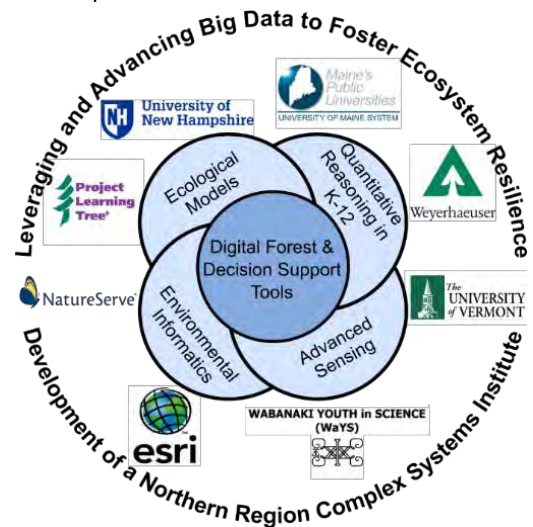 Leveraging and Advancing Big Data to Foster Ecosystem Resilience
NH
University of
New Hampshire
Maine's
Public
Universities
UNIVERSITY OF MAINE SYSTEM
Project
Learning
Tree®
Ecological
Models
Quantitative
Reasoning in
K-12
Weyerhaeuser
Digital Forest &
Decision Support
Tools
NatureServe
The
UNIVERSITY
of VERMONT
Environmental
Informatics
Advanced
Sensing
esri
WABANAKI YOUTH in SCIENCE
(WaYS)
Development of a Northern Region Complex Systems Institute